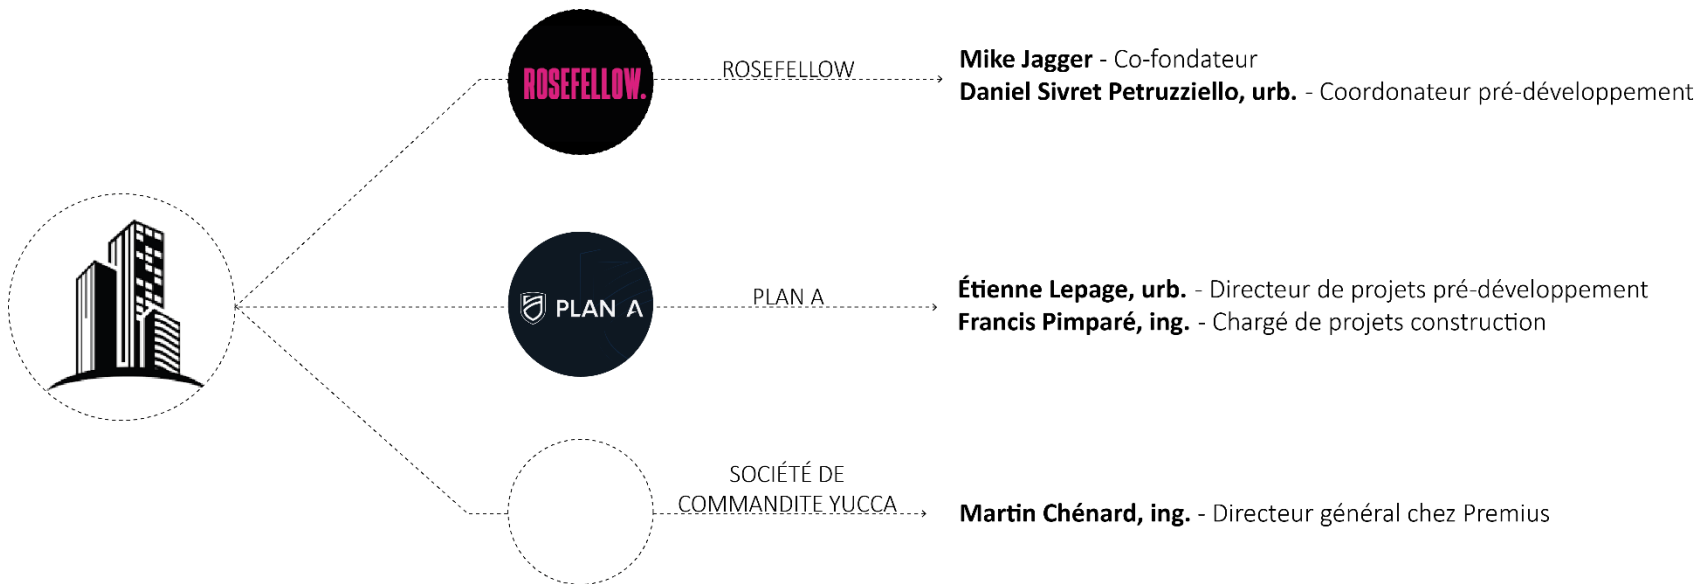 ROSEFELLOW.
ROSEFELLOW
Mike Jagger - Co-fondateur
Daniel Sivret Petruzziello, urb. - Coordonateur pré-développement
PLAN A
PLAN A
Étienne Lepage, urb. - Directeur de projets pré-développement
Francis Pimparé, ing. - Chargé de projets construction
SOCIÉTÉ DE
COMMANDITE YUCCA
Martin Chénard, ing. - Directeur général chez Premius